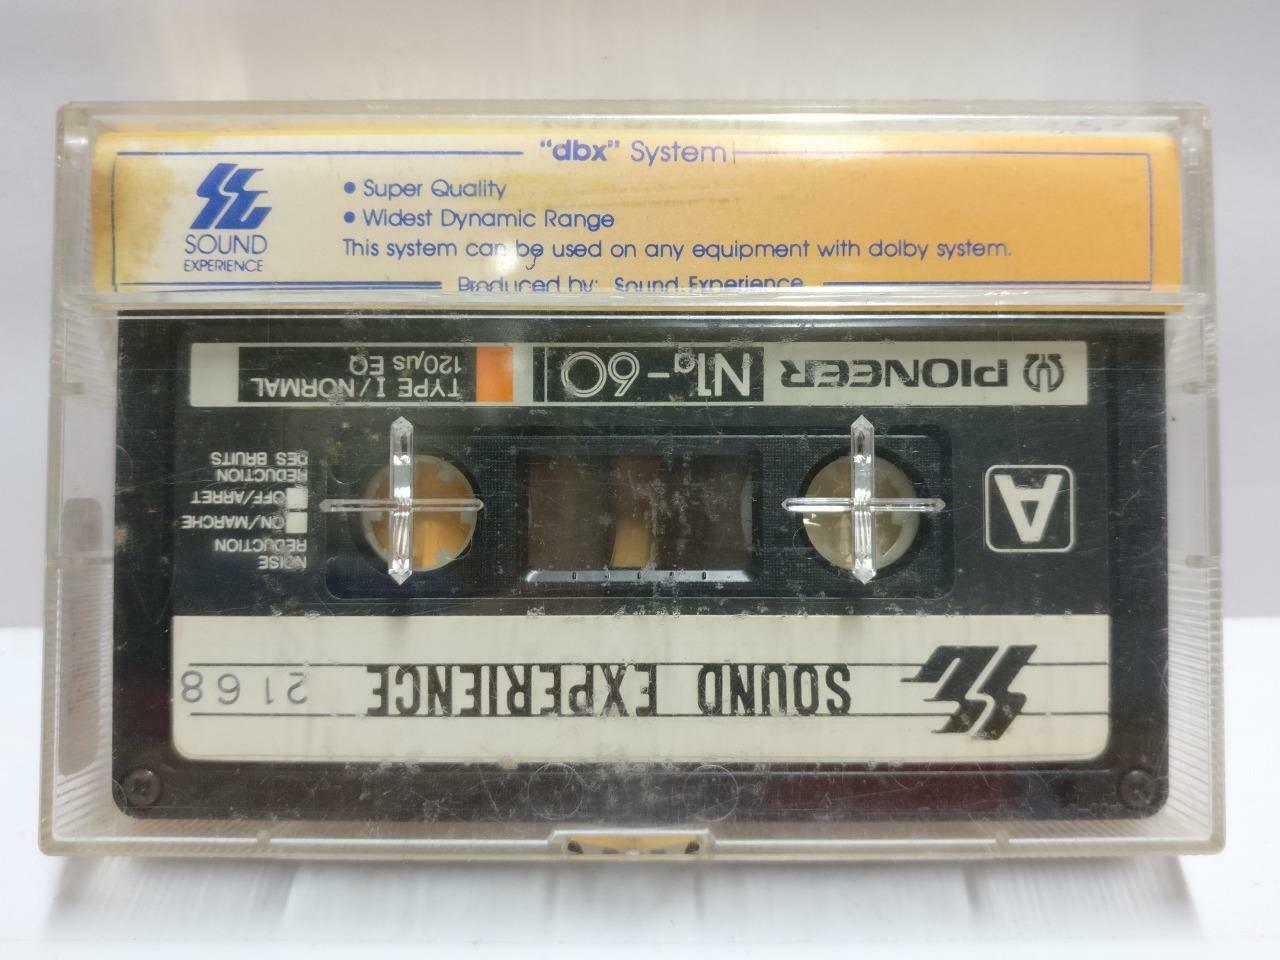 "dbx" System
SOUND
EXPERIENCE
• Super Quality
• Widest Dynamic Range
This system can be used on any equipment with dolby system.
Produced by: Sound Experience
PIONEER
N1a-60
TYPE I/NORMAL
120µs EQ
A
NOISE
REDUCTION
ON/MARCHE
OFF/ARRET
REDUCTION
DES BRUITS
SOUND EXPERIENCE
2168